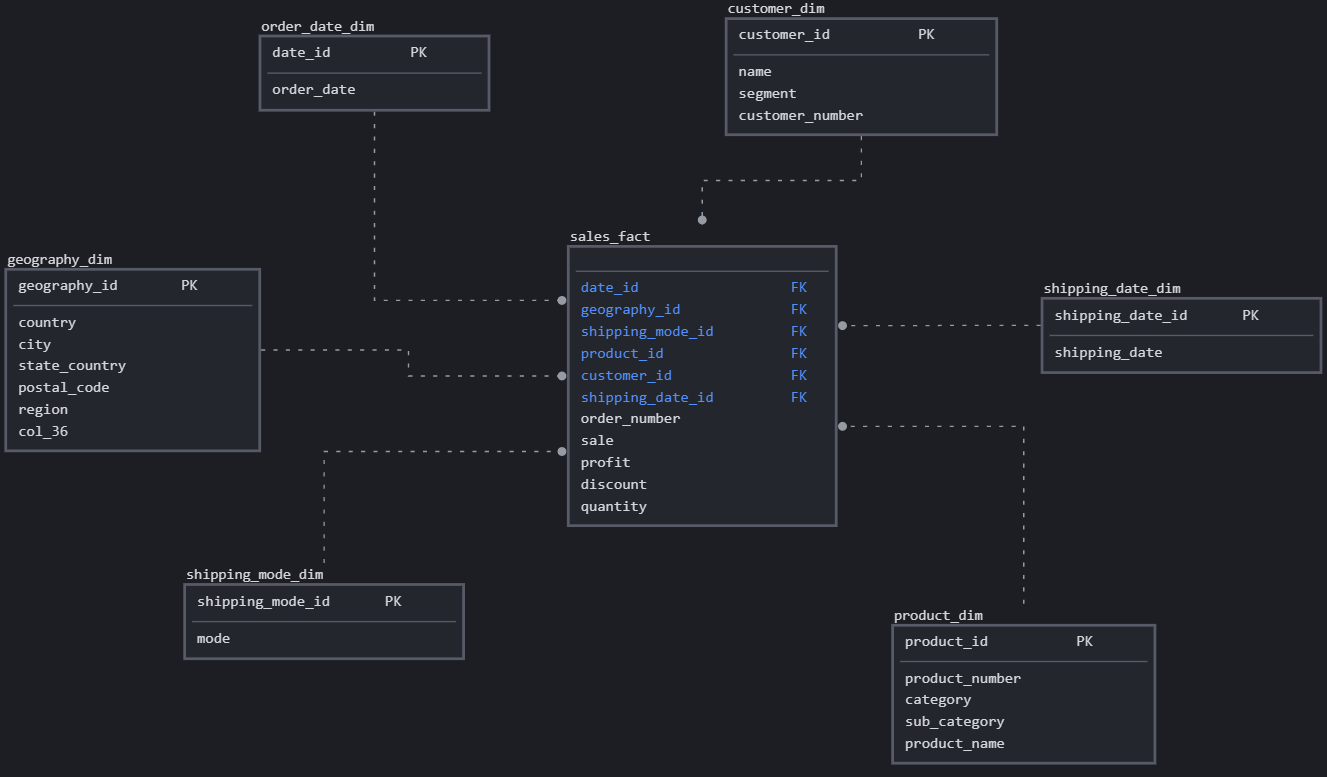 order_date_dim
date_id PK
order_date
customer_dim
customer_id PK
name
segment
customer_number
geography_dim
geography_id PK
country
city
state_country
postal_code
region
col_36
sales_fact
date_id FK
geography_id FK
shipping_mode_id FK
product_id FK
customer_id FK
shipping_date_id FK
order_number
sale
profit
discount
quantity
shipping_date_dim
shipping_date_id PK
shipping_date
shipping_mode_dim
shipping_mode_id PK
mode
product_dim
product_id PK
product_number
category
sub_category
product_name